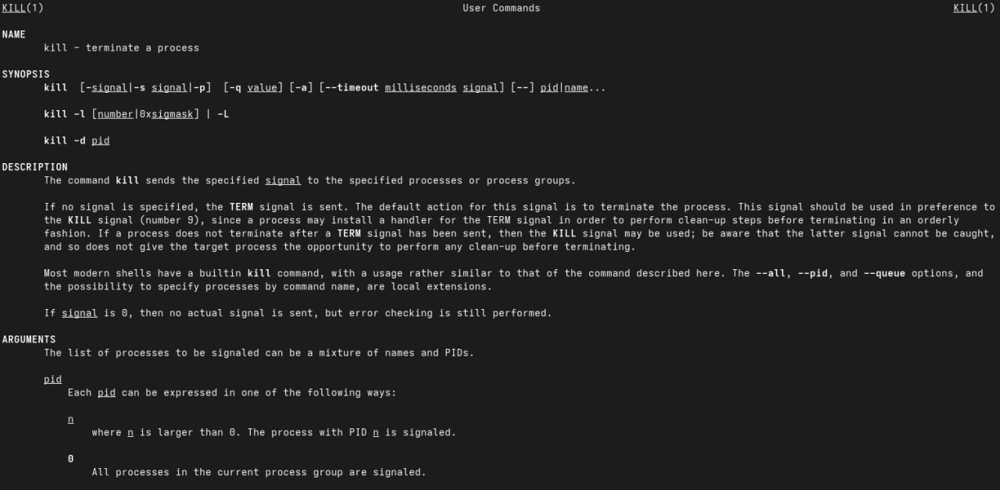 KILL(1) User Commands KILL(1)
NAME
kill - terminate a process
SYNOPSIS
kill [-signal|-s signal|-p] [-q value] [-a] [--timeout milliseconds signal] [--] pid|name...
kill -l [number|0xsigmask] | -L
kill -d pid
DESCRIPTION
The command kill sends the specified signal to the specified processes or process groups.
If no signal is specified, the TERM signal is sent. The default action for this signal is to terminate the process. This signal should be used in preference to
the KILL signal (number 9), since a process may install a handler for the TERM signal in order to perform clean-up steps before terminating in an orderly
fashion. If a process does not terminate after a TERM signal has been sent, then the KILL signal may be used; be aware that the latter signal cannot be caught,
and so does not give the target process the opportunity to perform any clean-up before terminating.
Most modern shells have a builtin kill command, with a usage rather similar to that of the command described here. The --all, --pid, and --queue options, and
the possibility to specify processes by command name, are local extensions.
If signal is 0, then no actual signal is sent, but error checking is still performed.
ARGUMENTS
The list of processes to be signaled can be a mixture of names and PIDs.
pid
Each pid can be expressed in one of the following ways:
n
where n is larger than 0. The process with PID n is signaled.
0
All processes in the current process group are signaled.